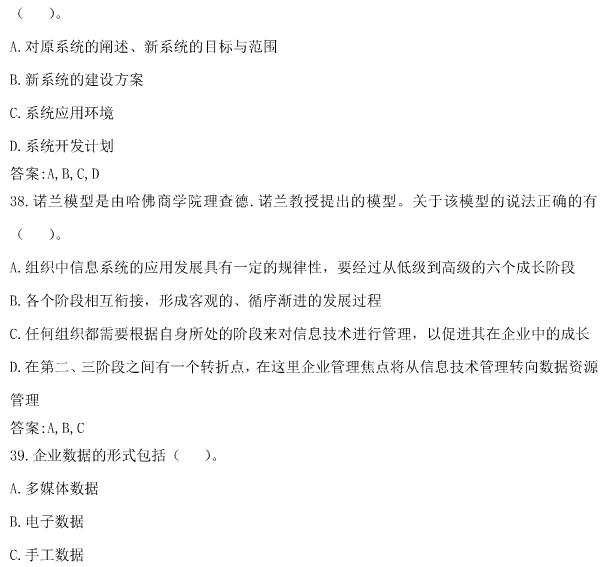 （　　）。
A.对原系统的阐述、新系统的目标与范围
B.新系统的建设方案
C.系统应用环境
D.系统开发计划
答案:A,B,C,D
38.诺兰模型是由哈佛商学院理查德.诺兰教授提出的模型。关于该模型的说法正确的有
（　　）。
A.组织中信息系统的应用发展具有一定的规律性，要经过从低级到高级的六个成长阶段
B.各个阶段相互衔接，形成客观的、循序渐进的发展过程
C.任何组织都需要根据自身所处的阶段来对信息技术进行管理，以促进其在企业中的成长
D.在第二、三阶段之间有一个转折点，在这里企业管理焦点将从信息技术管理转向数据资源
管理
答案:A,B,C
39.企业数据的形式包括（　　）。
A.多媒体数据
B.电子数据
C.手工数据